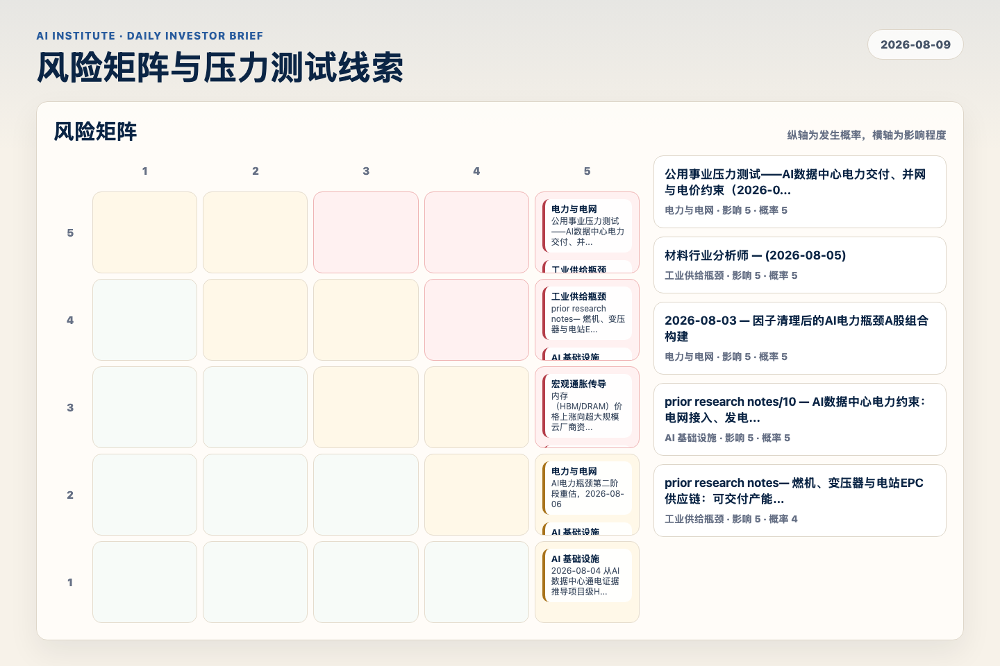 AI INSTITUTE · DAILY INVESTOR BRIEF
风险矩阵与压力测试线索
2026-08-09
风险矩阵
纵轴为发生概率，横轴为影响程度
1
2
3
4
5
5
电力与电网
公用事业压力测试
——AI数据中心电力
交付、并...
工业供给瓶颈
4
工业供给瓶颈
prior research
notes— 燃机、变压
器与电站E...
AI 基础设施
3
宏观通胀传导
内存
（HBM/DRAM）价
格上涨向超大规模
云厂商资...
2
电力与电网
AI电力瓶颈第二阶
段重估，2026-08-
06
AI 基础设施
1
AI 基础设施
2026-08-04 从AI
数据中心通电证据
推导项目级H...
公用事业压力测试——AI数据中心电力交付、并网
与电价约束（2026-0...
电力与电网 · 影响 5 · 概率 5
材料行业分析师 — (2026-08-05)
工业供给瓶颈 · 影响 5 · 概率 5
2026-08-03 — 因子清理后的AI电力瓶颈A股组合
构建
电力与电网 · 影响 5 · 概率 5
prior research notes/10 — AI数据中心电力约束：
电网接入、发电...
AI 基础设施 · 影响 5 · 概率 5
prior research notes— 燃机、变压器与电站EPC
供应链：可交付产能...
工业供给瓶颈 · 影响 5 · 概率 4